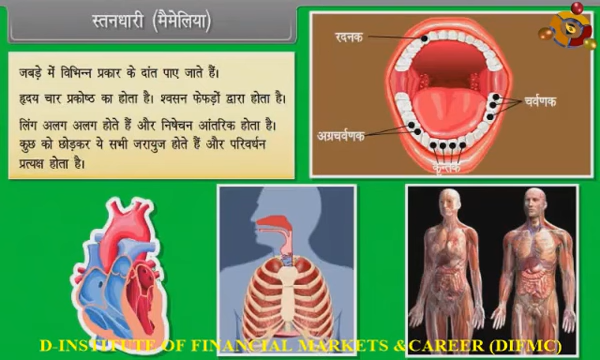 स्तनधारी (मैमेलिया)
जबड़े में विभिन्न प्रकार के दांत पाए जाते हैं।
हृदय चार प्रकोष्ठ का होता है। श्वसन फेफड़ों द्वारा होता है।
लिंग अलग अलग होते हैं और निषेचन आंतरिक होता है।
कुछ को छोड़कर ये सभी जरायुज होते हैं और परिवर्धन
प्रत्यक्ष होता है।
रदनक
चर्वणक
अग्रचर्वणक
कृन्तक
D-INSTITUTE OF FINANCIAL MARKETS &CAREER (DIFMC)